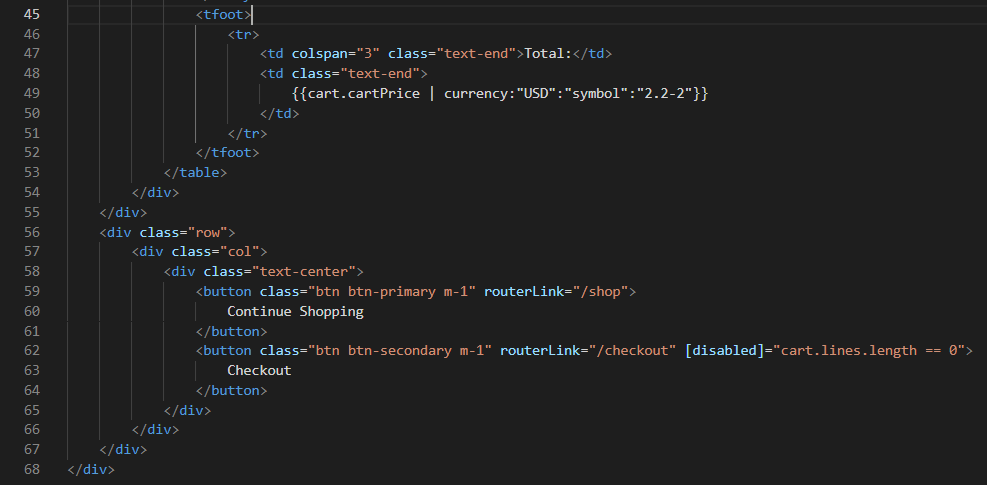 45 <tfoot>
46 <tr>
47 <td colspan="3" class="text-end">Total:</td>
48 <td class="text-end">
49 {{cart.cartPrice | currency:"USD":"symbol":"2.2-2"}}
50 </td>
51 </tr>
52 </tfoot>
53 </table>
54 </div>
55 </div>
56 <div class="row">
57 <div class="col">
58 <div class="text-center">
59 <button class="btn btn-primary m-1" routerLink="/shop">
60 Continue Shopping
61 </button>
62 <button class="btn btn-secondary m-1" routerLink="/checkout" [disabled]="cart.lines.length == 0">
63 Checkout
64 </button>
65 </div>
66 </div>
67 </div>
68 </div>